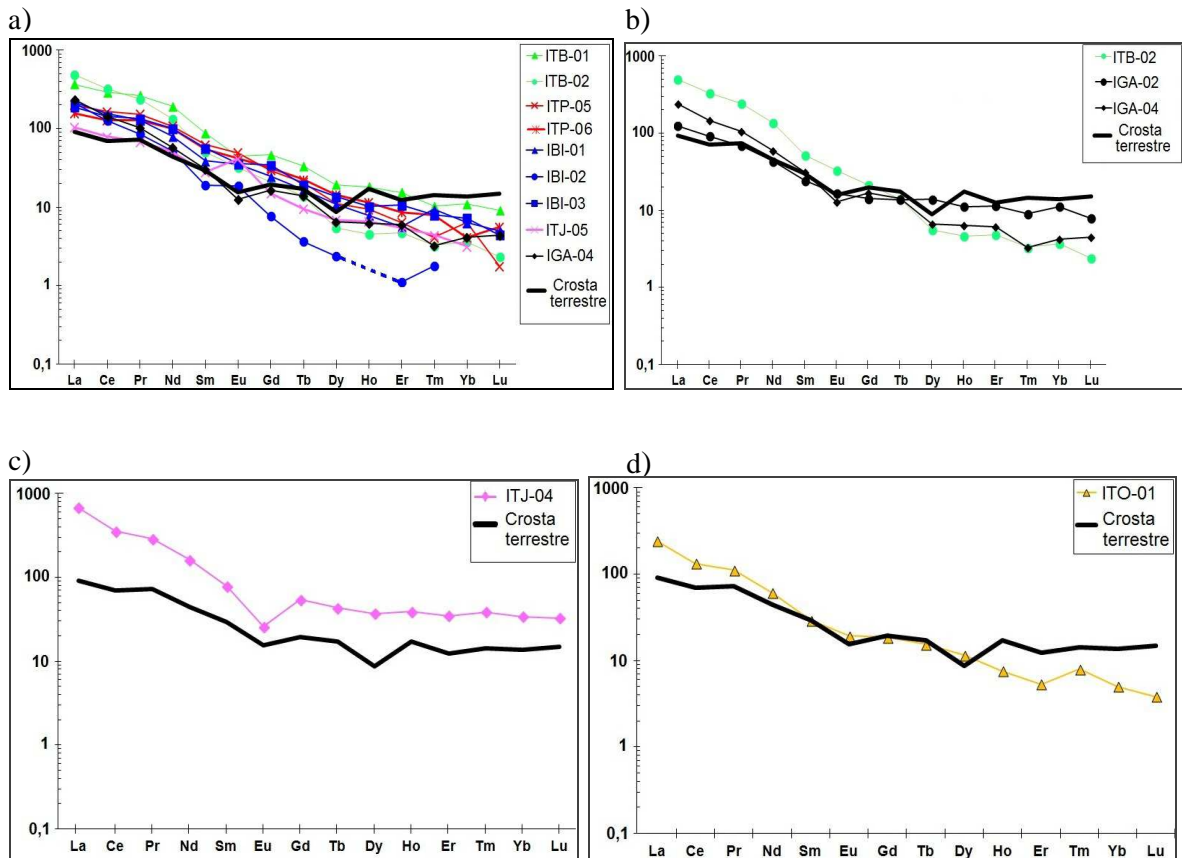 a)
1000
100
10
1
0,1
La Ce Pr Nd Sm Eu Gd Tb Dy Ho Er Tm Yb Lu
ITB-01
ITB-02
ITP-05
ITP-06
IBI-01
IBI-02
IBI-03
ITJ-05
IGA-04
Crosta
terrestre
b)
1000
100
10
1
0,1
La Ce Pr Nd Sm Eu Gd Tb Dy Ho Er Tm Yb Lu
ITB-02
IGA-02
IGA-04
Crosta
terrestre
c)
1000
100
10
1
0,1
La Ce Pr Nd Sm Eu Gd Tb Dy Ho Er Tm Yb Lu
ITJ-04
Crosta
terrestre
d)
1000
100
10
1
0,1
La Ce Pr Nd Sm Eu Gd Tb Dy Ho Er Tm Yb Lu
ITO-01
Crosta
terrestre